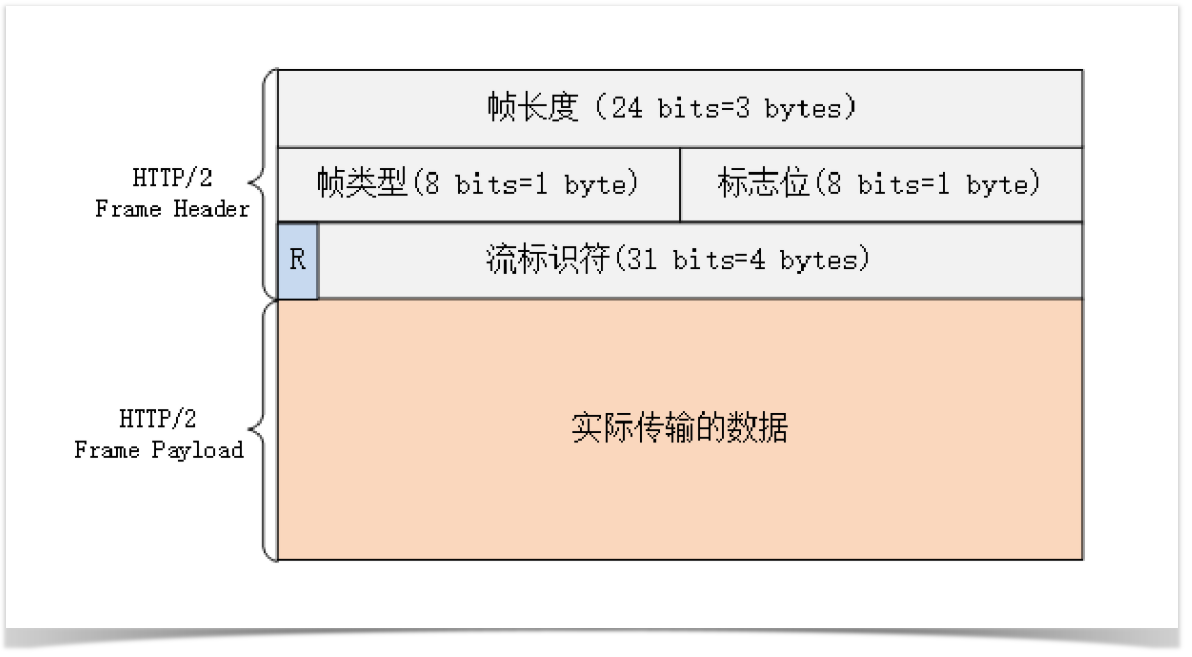 帧长度（24 bits=3 bytes）
HTTP/2
Frame Header
帧类型(8 bits=1 byte)
标志位(8 bits=1 byte)
R
流标识符(31 bits=4 bytes)
HTTP/2
Frame Payload
实际传输的数据